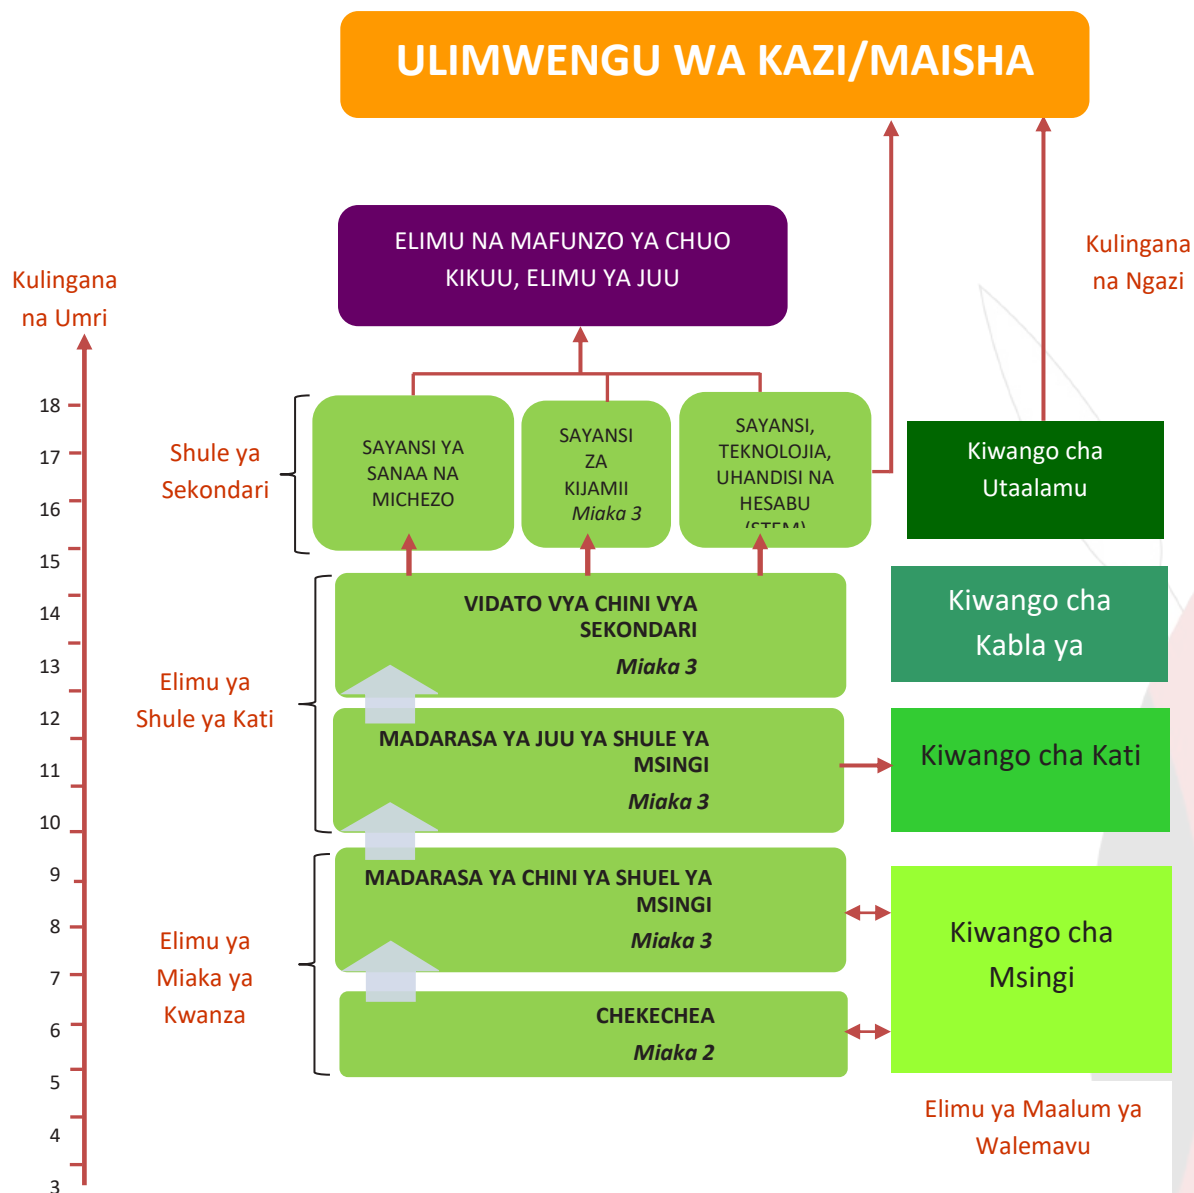 ULIMWENGU WA KAZI/MAISHA
ELIMU NA MAFUNZO YA CHUO
KIKUU, ELIMU YA JUU
Kulingana
na Ngazi
Kulingana
na Umri
18
17
16
15
14
13
12
11
10
9
8
7
6
5
4
3
Shule ya
Sekondari
SAYANSI YA
SANAA NA
MICHEZO
SAYANSI
ZA
KIJAMII
Miaka 3
SAYANSI,
TEKNOLOJIA,
UHANDISI NA
HESABU
(STEM)
Kiwango cha
Utaalamu
Elimu ya
Shule ya Kati
VIDATO VYA CHINI VYA
SEKONDARI
Miaka 3
Kiwango cha
Kabla ya
MADARASA YA JUU YA SHULE YA
MSINGI
Miaka 3
Kiwango cha Kati
Elimu ya
Miaka ya
Kwanza
MADARASA YA CHINI YA SHUEL YA
MSINGI
Miaka 3
Kiwango cha
Msingi
CHEKECHEA
Miaka 2
Elimu ya Maalum ya
Walemavu